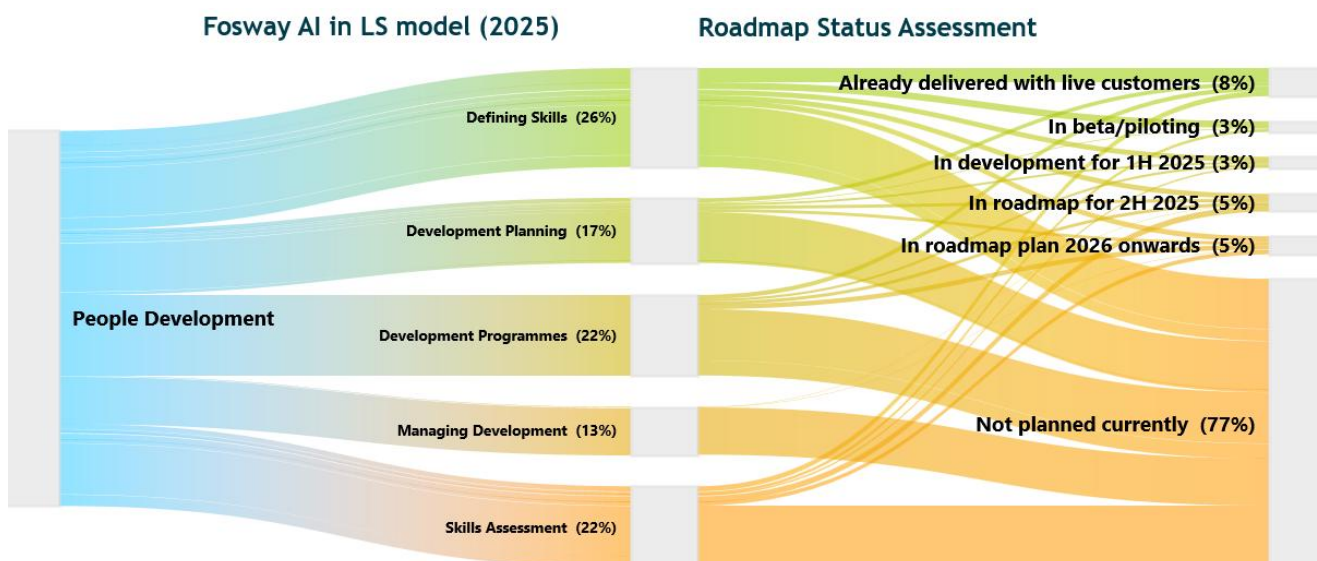 Fosway AI in LS model (2025)
Roadmap Status Assessment
People Development
Defining Skills (26%)
Development Planning (17%)
Development Programmes (22%)
Managing Development (13%)
Skills Assessment (22%)
Already delivered with live customers (8%)
In beta/piloting (3%)
In development for 1H 2025 (3%)
In roadmap for 2H 2025 (5%)
In roadmap plan 2026 onwards (5%)
Not planned currently (77%)